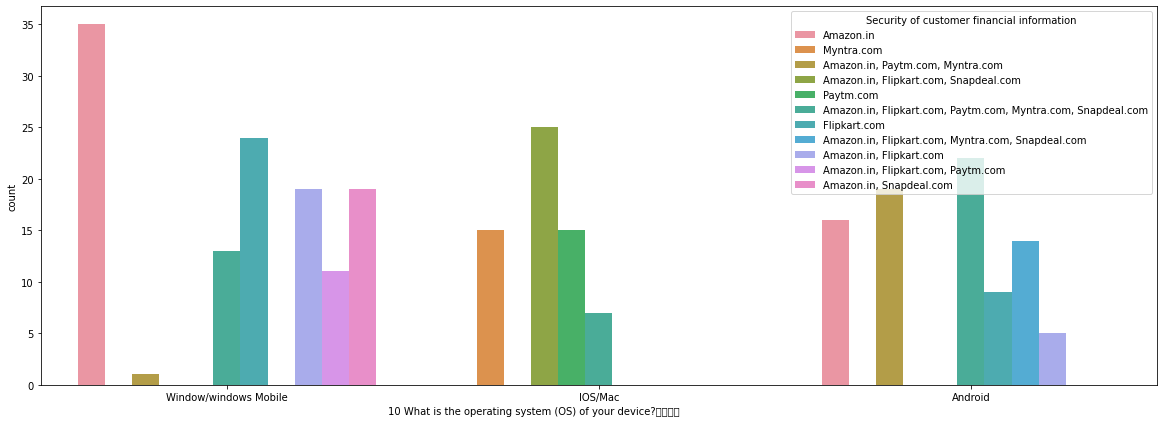 35
30
25
20
15
10
5
0
count
Security of customer financial information
Amazon.in
Myntra.com
Amazon.in, Paytm.com, Myntra.com
Amazon.in, Flipkart.com, Snapdeal.com
Paytm.com
Amazon.in, Flipkart.com, Paytm.com, Myntra.com, Snapdeal.com
Flipkart.com
Amazon.in, Flipkart.com, Myntra.com, Snapdeal.com
Amazon.in, Flipkart.com
Amazon.in, Flipkart.com, Paytm.com
Amazon.in, Snapdeal.com
Window/windows Mobile
IOS/Mac
Android
10 What is the operating system (OS) of your device?